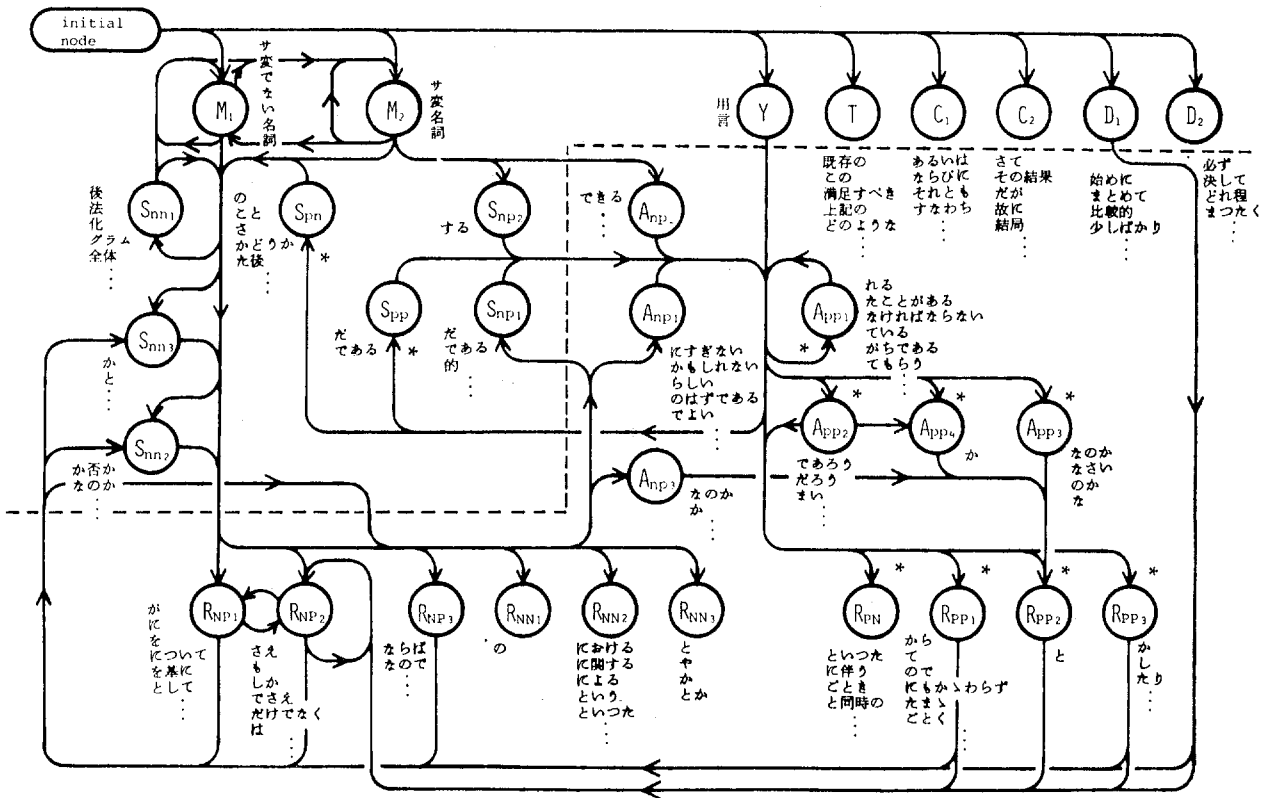 initial
node
サ変でない名詞
サ変名詞
用言
M₁
M₂
Y
T
C₁
C₂
D₁
D₂
既存の
この
満足すべき
上記の
どのような
あるいは
ならびに
それとも
すなわち
さて
その結果
だが
故に
結局
始めに
まとめて
比較的
少しばかり
必ず
決して
どれ程
まつたく
後
法
化
グラム
全体
Snn1
の
こと
さ
かどうか
た後
Spn
*
する
Snp2
できる
Spp
だ
である
*
Snp1
だ
である
的
Anp1
にすぎない
かもしれない
らしい
のはずである
でよい
App1
*
れる
たことがある
なければならない
ている
がちである
てもらう
Snn3
かと
Snn2
か否か
なのか
Anp3
なのか
か
App2
*
であろう
だろう
まい
App4
*
か
App3
*
なのか
なさい
のか
な
RNP1
が
に
を
について
を基に
として
RNP2
さえ
も
しか
でさえ
だけでなく
は
RNP3
ならば
なので
RNN1
の
RNN2
における
に関する
による
という
といつた
RNN3
と
や
か
とか
RPN
*
といつた
に伴う
ごとき
と同時の
RPP1
*
から
て
ので
にもかゝわらず
たまゝ
ごとく
RPP2
*
と
RPP3
*
か
し
たり